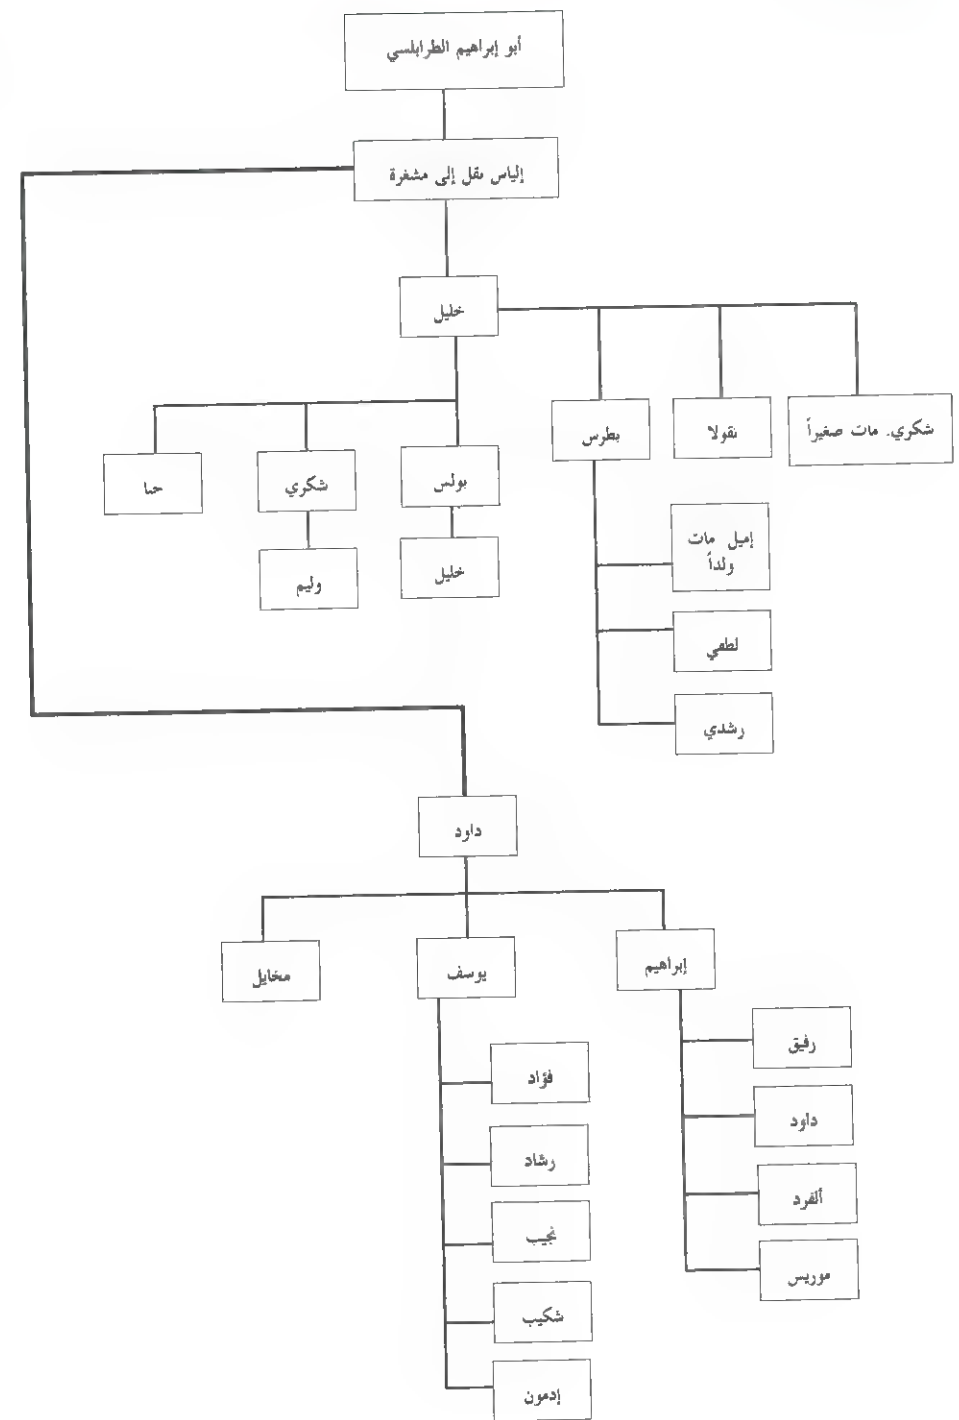 أبو إبراهيم الطرابلسي
إلياس نقل إلى مشغرة
خليل
شكري. مات صغيراً
نقولا
بطرس
بولس
شكري
حنا
إميل مات
ولداً
خليل
وليم
لطفي
رشدي
داود
إبراهيم
يوسف
مخايل
رفيق
فؤاد
داود
رشاد
ألفرد
نجيب
موريس
شكيب
إدمون